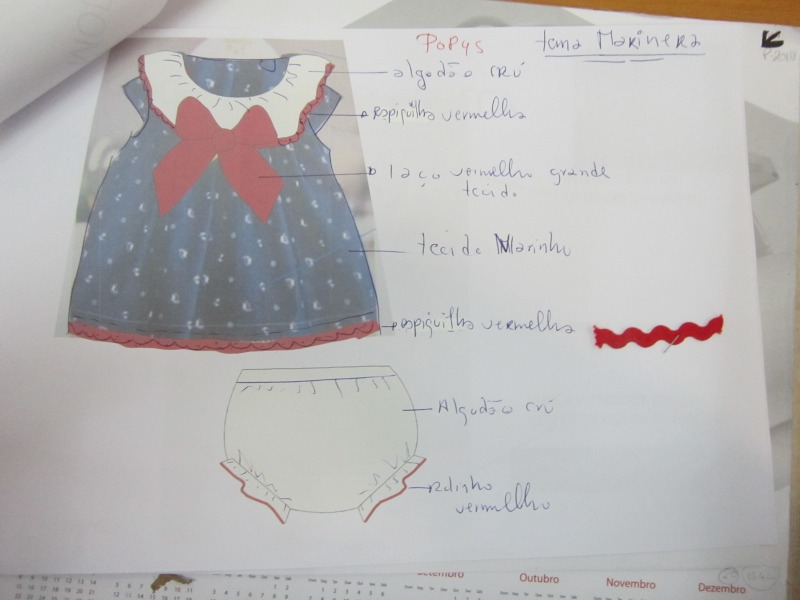 Popys tema Marinera
algodão crú
espiguilha vermelha
laço vermelho grande
tecido
tecido Marinho
espiguilha vermelha
Algodão crú
vermelho
Setembro Outubro Novembro Dezembro